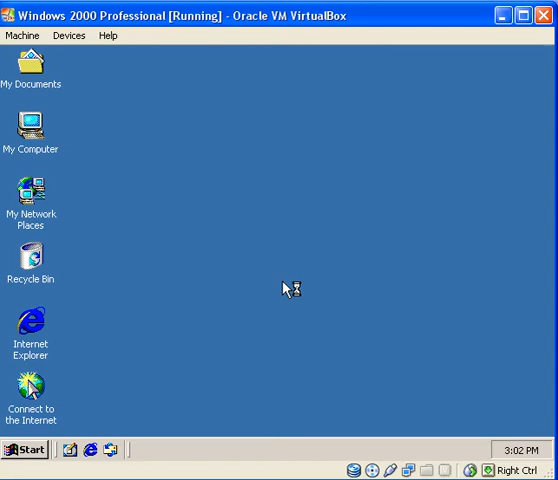 Windows 2000 Professional [Running] - Oracle VM VirtualBox
Machine Devices Help
My Documents
My Computer
My Network
Places
Recycle Bin
Internet
Explorer
Connect to
the Internet
Start 3:02 PM
Right Ctrl